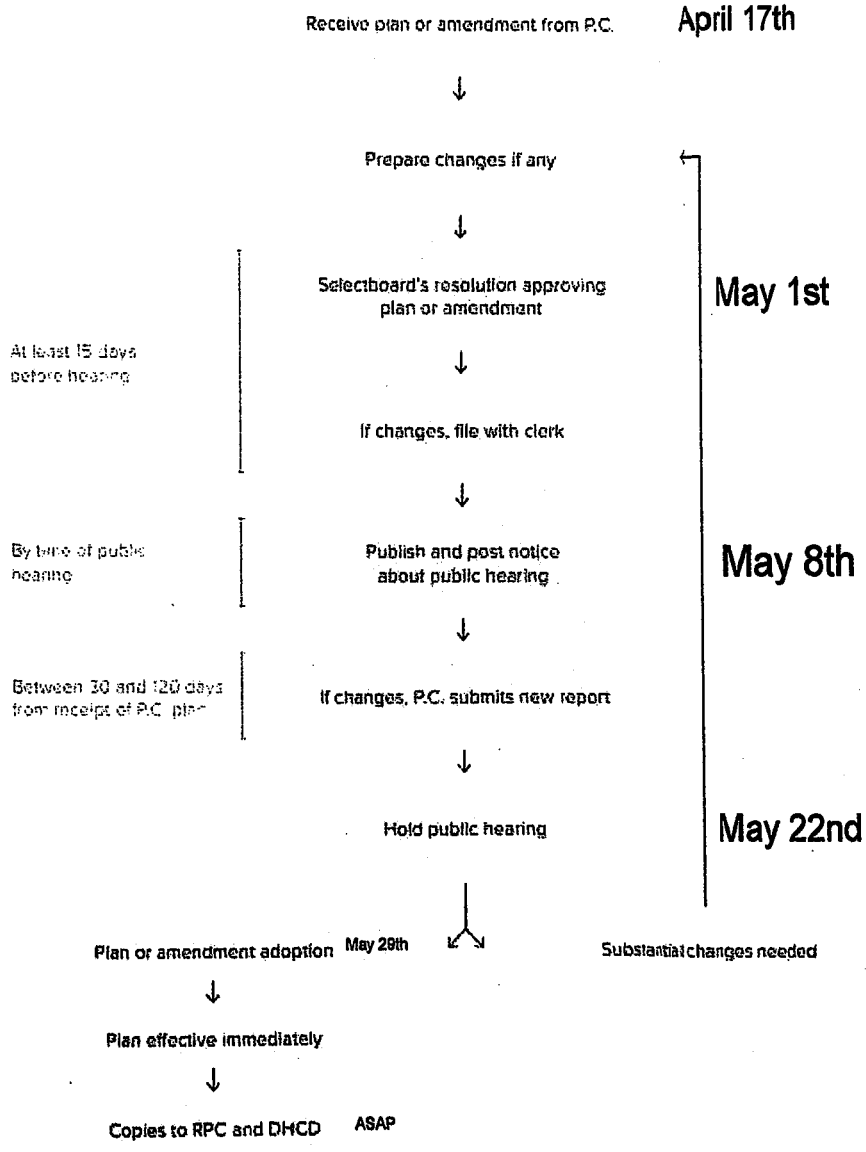 Receive plan or amendment from P.C.
April 17th
Prepare changes if any
Selectboard's resolution approving
plan or amendment
May 1st
At least 15 days
before hearing
If changes, file with clerk
By time of public
hearing
Publish and post notice
about public hearing
May 8th
Between 30 and 120 days
from receipt of P.C. plan
If changes, P.C. submits new report
Hold public hearing
May 22nd
Plan or amendment adoption
May 29th
Substantial changes needed
Plan effective immediately
Copies to RPC and DHCD
ASAP